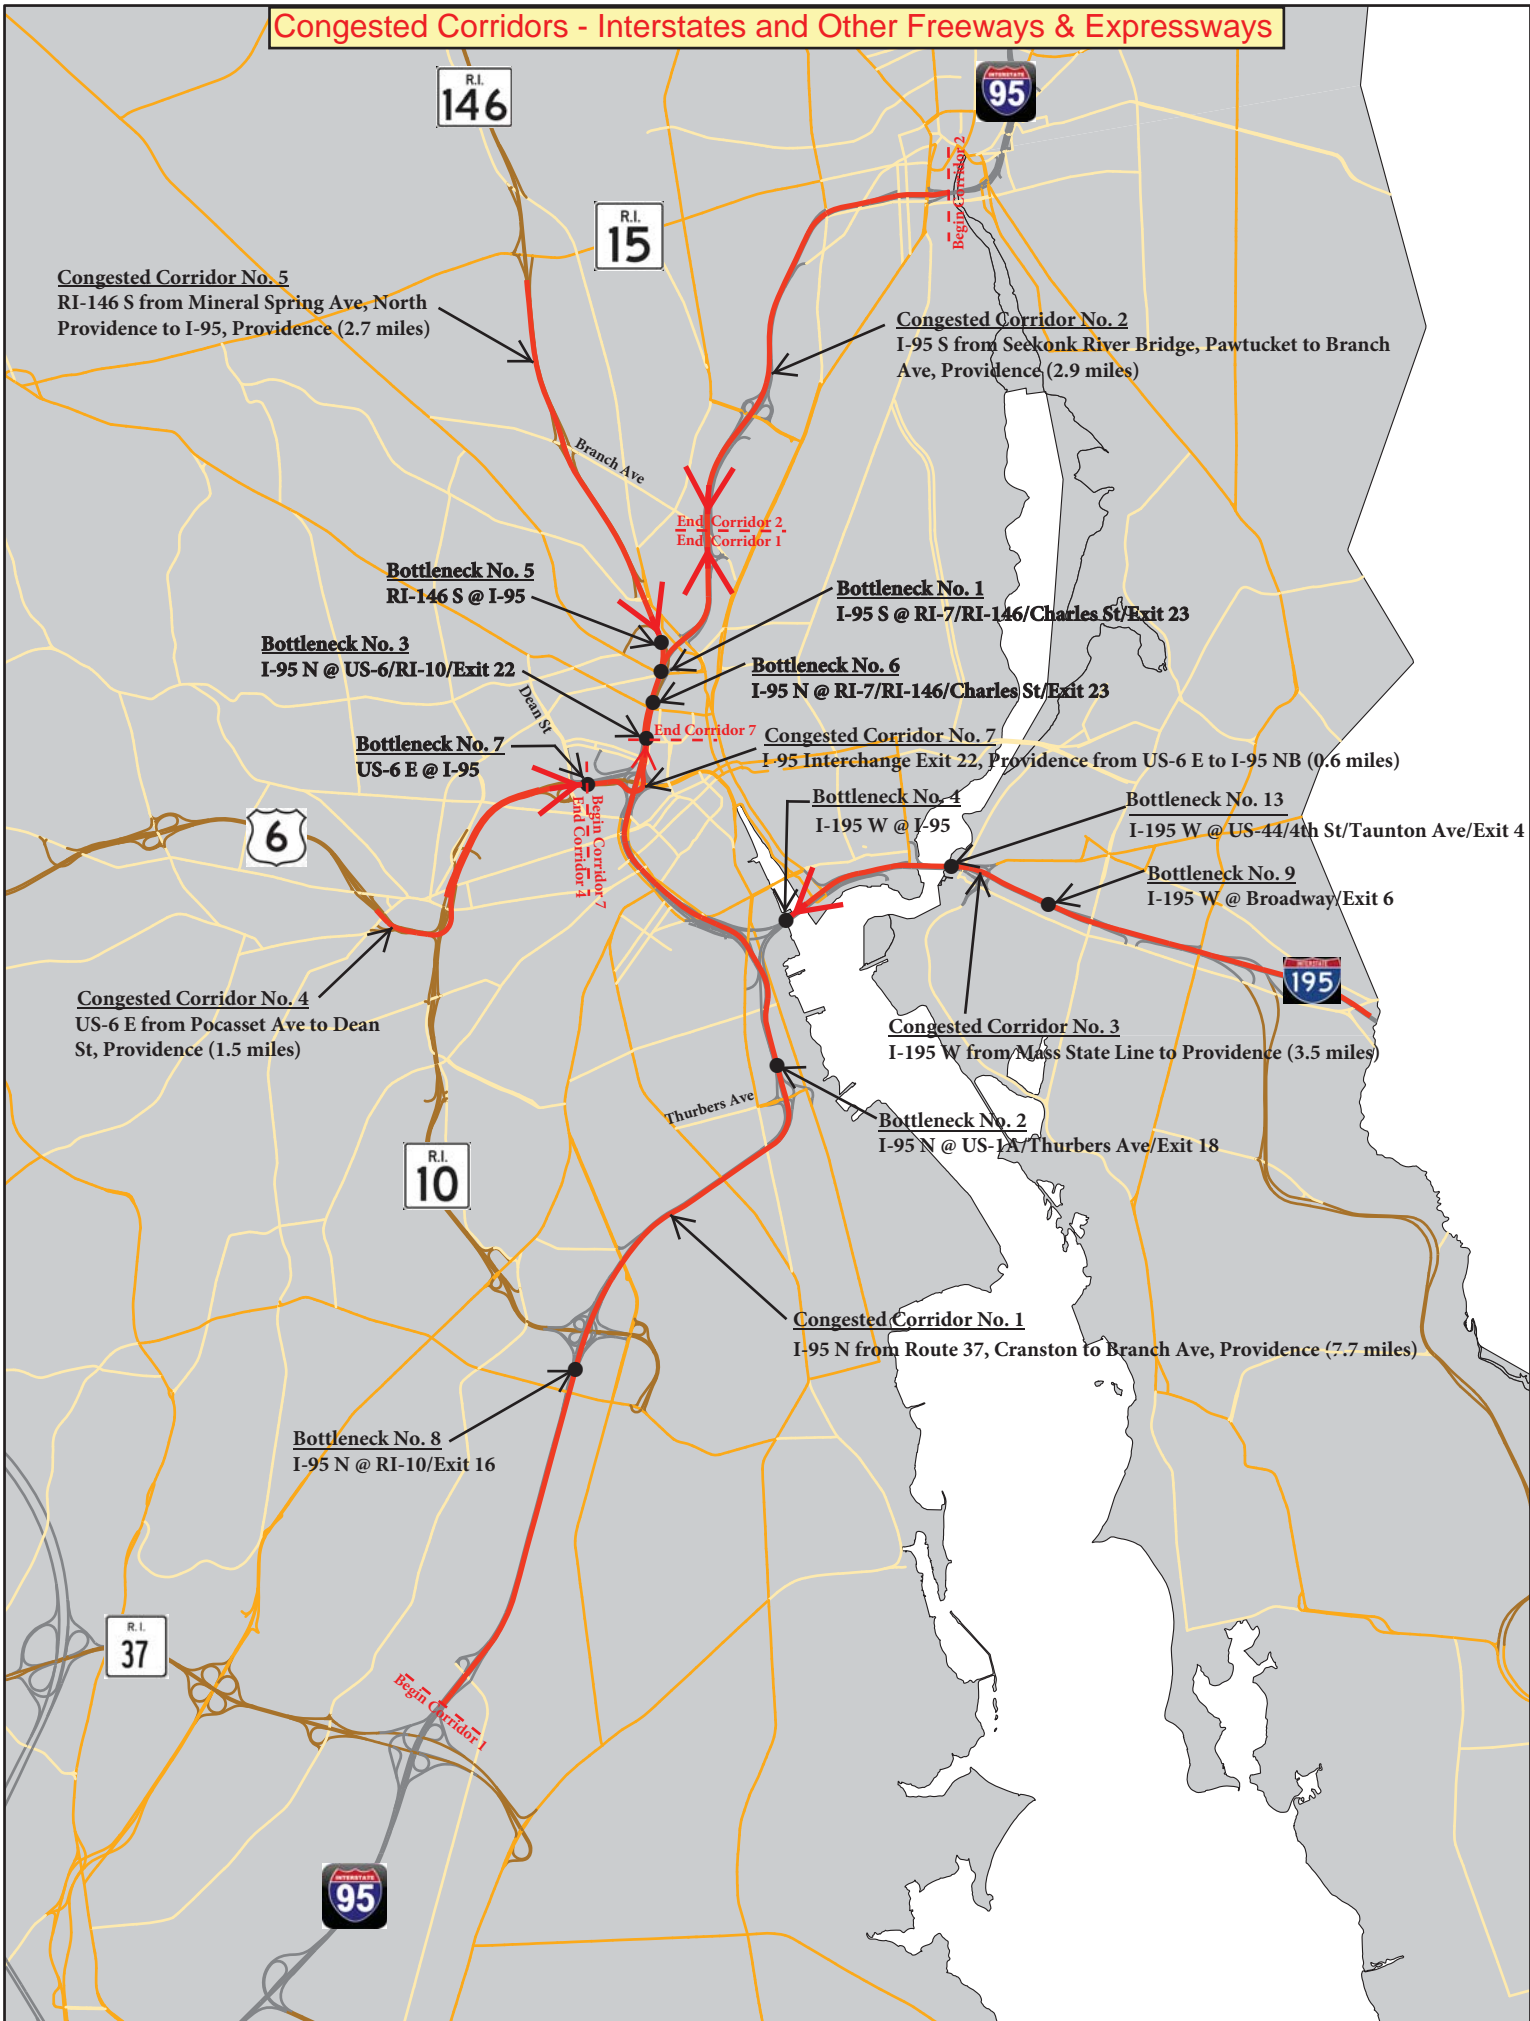 Congested Corridors - Interstates and Other Freeways & Expressways
R.I.
146
INTERSTATE
95
Begin Corridor 2
R.I.
15
Congested Corridor No. 5
RI-146 S from Mineral Spring Ave, North
Providence to I-95, Providence (2.7 miles)
Congested Corridor No. 2
I-95 S from Seekonk River Bridge, Pawtucket to Branch
Ave, Providence (2.9 miles)
Branch Ave
End Corridor 2
End Corridor 1
Bottleneck No. 5
RI-146 S @ I-95
Bottleneck No. 1
I-95 S @ RI-7/RI-146/Charles St/Exit 23
Bottleneck No. 3
I-95 N @ US-6/RI-10/Exit 22
Bottleneck No. 6
I-95 N @ RI-7/RI-146/Charles St/Exit 23
Dean St
End Corridor 7
Bottleneck No. 7
US-6 E @ I-95
Congested Corridor No. 7
I-95 Interchange Exit 22, Providence from US-6 E to I-95 NB (0.6 miles)
Bottleneck No. 4
I-195 W @ I-95
Bottleneck No. 13
I-195 W @ US-44/4th St/Taunton Ave/Exit 4
6
Begin Corridor 7
End Corridor 4
Bottleneck No. 9
I-195 W @ Broadway/Exit 6
INTERSTATE
195
Congested Corridor No. 4
US-6 E from Pocasset Ave to Dean
St, Providence (1.5 miles)
Congested Corridor No. 3
I-195 W from Mass State Line to Providence (3.5 miles)
Thurbers Ave
Bottleneck No. 2
I-95 N @ US-1A/Thurbers Ave/Exit 18
R.I.
10
Congested Corridor No. 1
I-95 N from Route 37, Cranston to Branch Ave, Providence (7.7 miles)
Bottleneck No. 8
I-95 N @ RI-10/Exit 16
R.I.
37
Begin Corridor 1
INTERSTATE
95